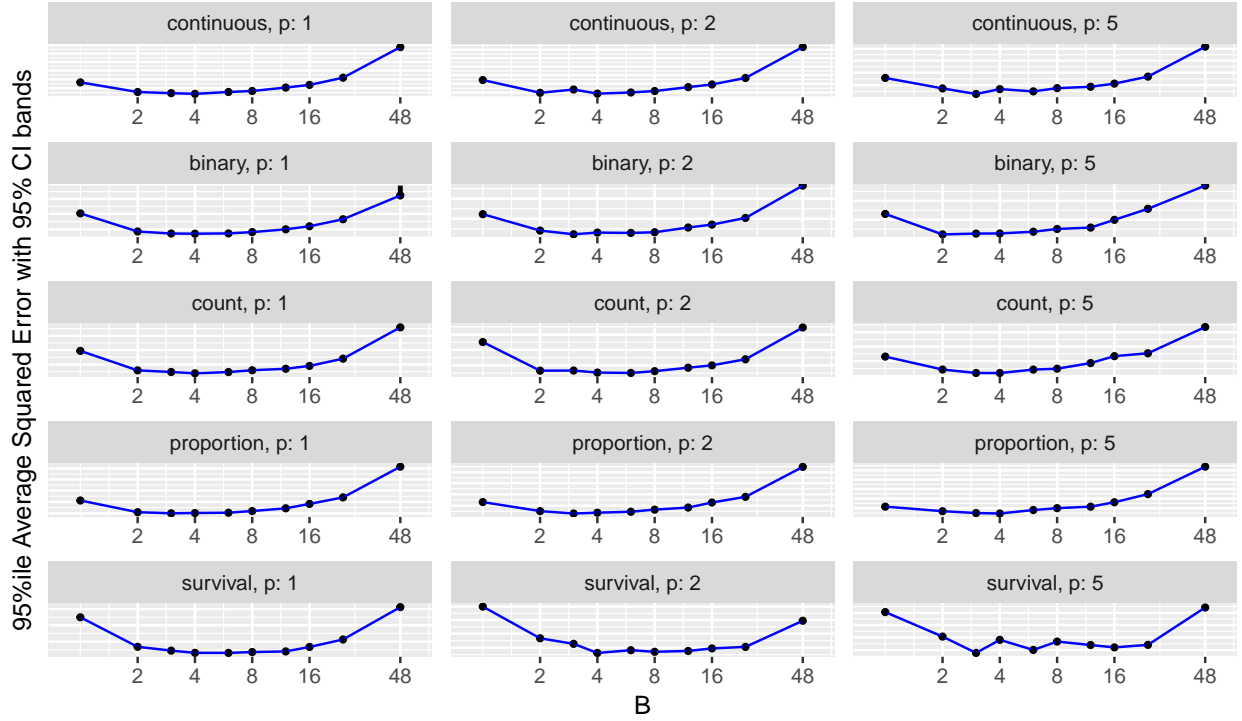 95%ile Average Squared Error with 95% CI bands
continuous, p: 1
continuous, p: 2
continuous, p: 5
2 4 8 16 48
2 4 8 16 48
2 4 8 16 48
binary, p: 1
binary, p: 2
binary, p: 5
2 4 8 16 48
2 4 8 16 48
2 4 8 16 48
count, p: 1
count, p: 2
count, p: 5
2 4 8 16 48
2 4 8 16 48
2 4 8 16 48
proportion, p: 1
proportion, p: 2
proportion, p: 5
2 4 8 16 48
2 4 8 16 48
2 4 8 16 48
survival, p: 1
survival, p: 2
survival, p: 5
2 4 8 16 48
2 4 8 16 48
2 4 8 16 48
B